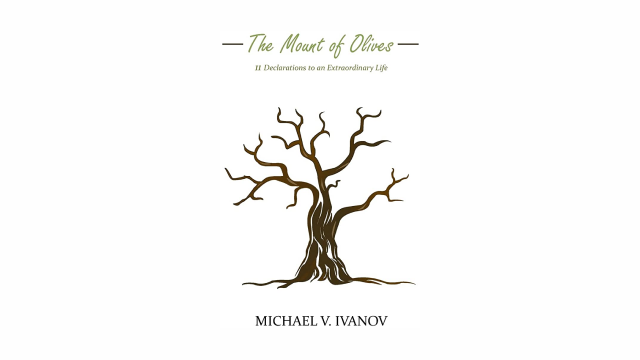 The Mount of Olives
11 Declarations to an Extraordinary Life
MICHAEL V. IVANOV